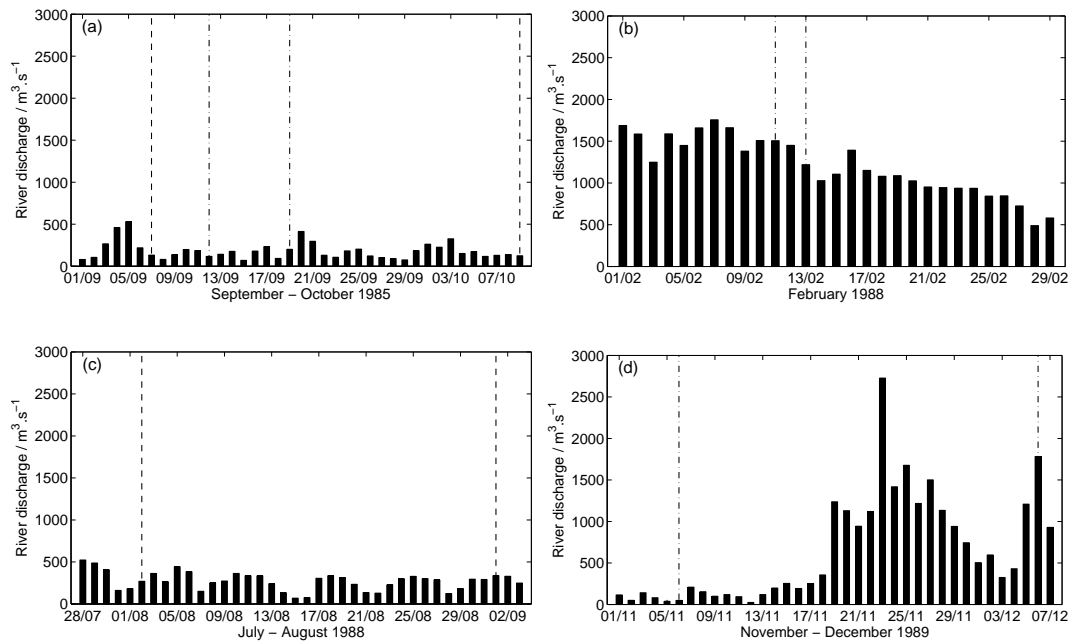 (a)
River discharge / m³.s⁻¹
3000
2500
2000
1500
1000
500
0
01/09 05/09 09/09 13/09 17/09 21/09 25/09 29/09 03/10 07/10
September – October 1985
(b)
River discharge / m³.s⁻¹
3000
2500
2000
1500
1000
500
0
01/02 05/02 09/02 13/02 17/02 21/02 25/02 29/02
February 1988
(c)
River discharge / m³.s⁻¹
3000
2500
2000
1500
1000
500
0
28/07 01/08 05/08 09/08 13/08 17/08 21/08 25/08 29/08 02/09
July – August 1988
(d)
River discharge / m³.s⁻¹
3000
2500
2000
1500
1000
500
0
01/11 05/11 09/11 13/11 17/11 21/11 25/11 29/11 03/12 07/12
November – December 1989